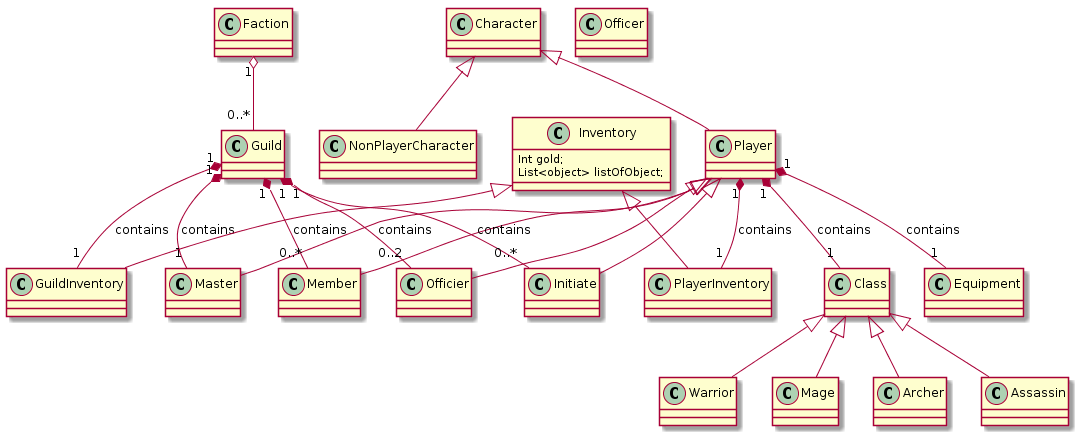 C Faction
C Character
C Officer
1
0..*
C Guild
C NonPlayerCharacter
C Inventory
Int gold;
List<object> listOfObject;
C Player
1
1
1
1
1
1
1
1
contains
contains
contains
contains
contains
contains
contains
contains
1
1
0..*
0..2
0..*
1
1
1
C GuildInventory
C Master
C Member
C Officier
C Initiate
C PlayerInventory
C Class
C Equipment
C Warrior
C Mage
C Archer
C Assassin